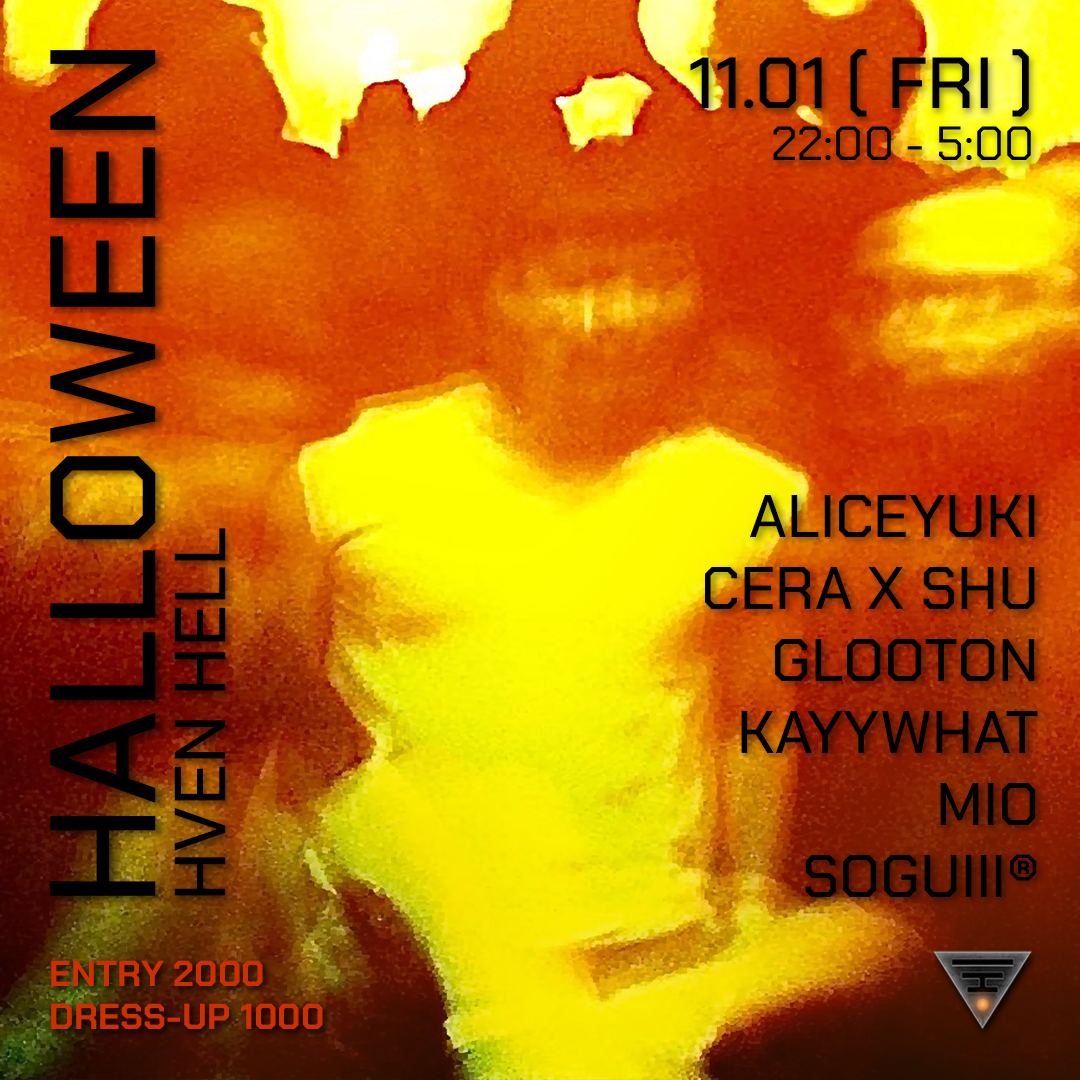 HALLOWEEN
HVEN HELL
11.01 ( FRI )
22:00 - 5:00
ALICEYUKI
CERA X SHU
GLOOTON
KAYYWHAT
MIO
SOGUIII®
ENTRY 2000
DRESS-UP 1000